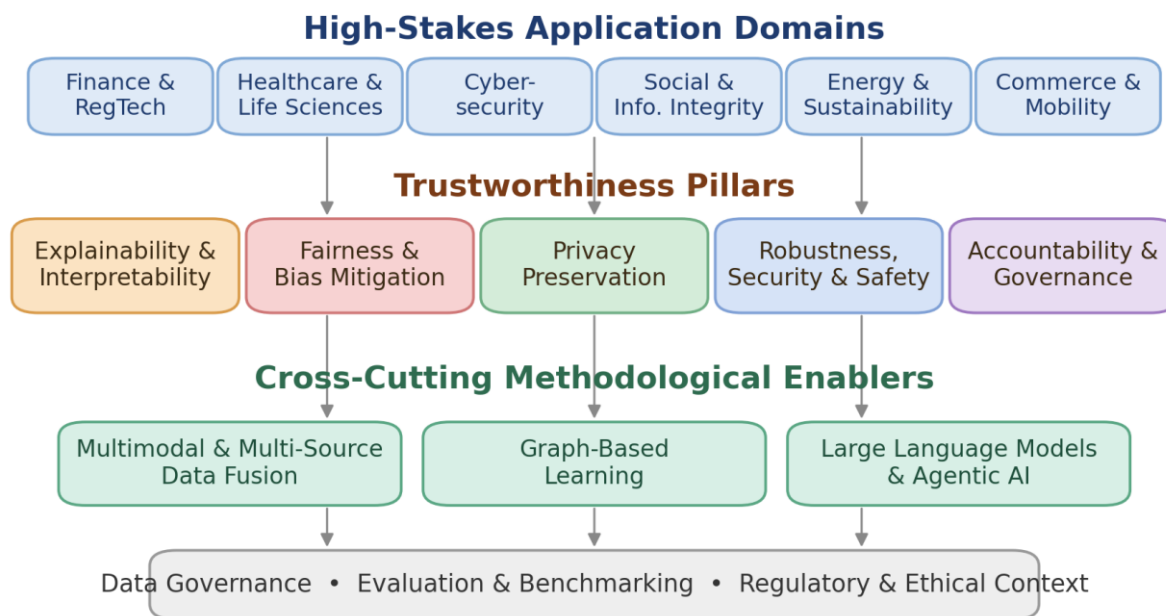 High-Stakes Application Domains
Finance &
RegTech
Healthcare &
Life Sciences
Cyber-
security
Social &
Info. Integrity
Energy &
Sustainability
Commerce &
Mobility
Trustworthiness Pillars
Explainability &
Interpretability
Fairness &
Bias Mitigation
Privacy
Preservation
Robustness,
Security & Safety
Accountability &
Governance
Cross-Cutting Methodological Enablers
Multimodal & Multi-Source
Data Fusion
Graph-Based
Learning
Large Language Models
& Agentic AI
Data Governance • Evaluation & Benchmarking • Regulatory & Ethical Context